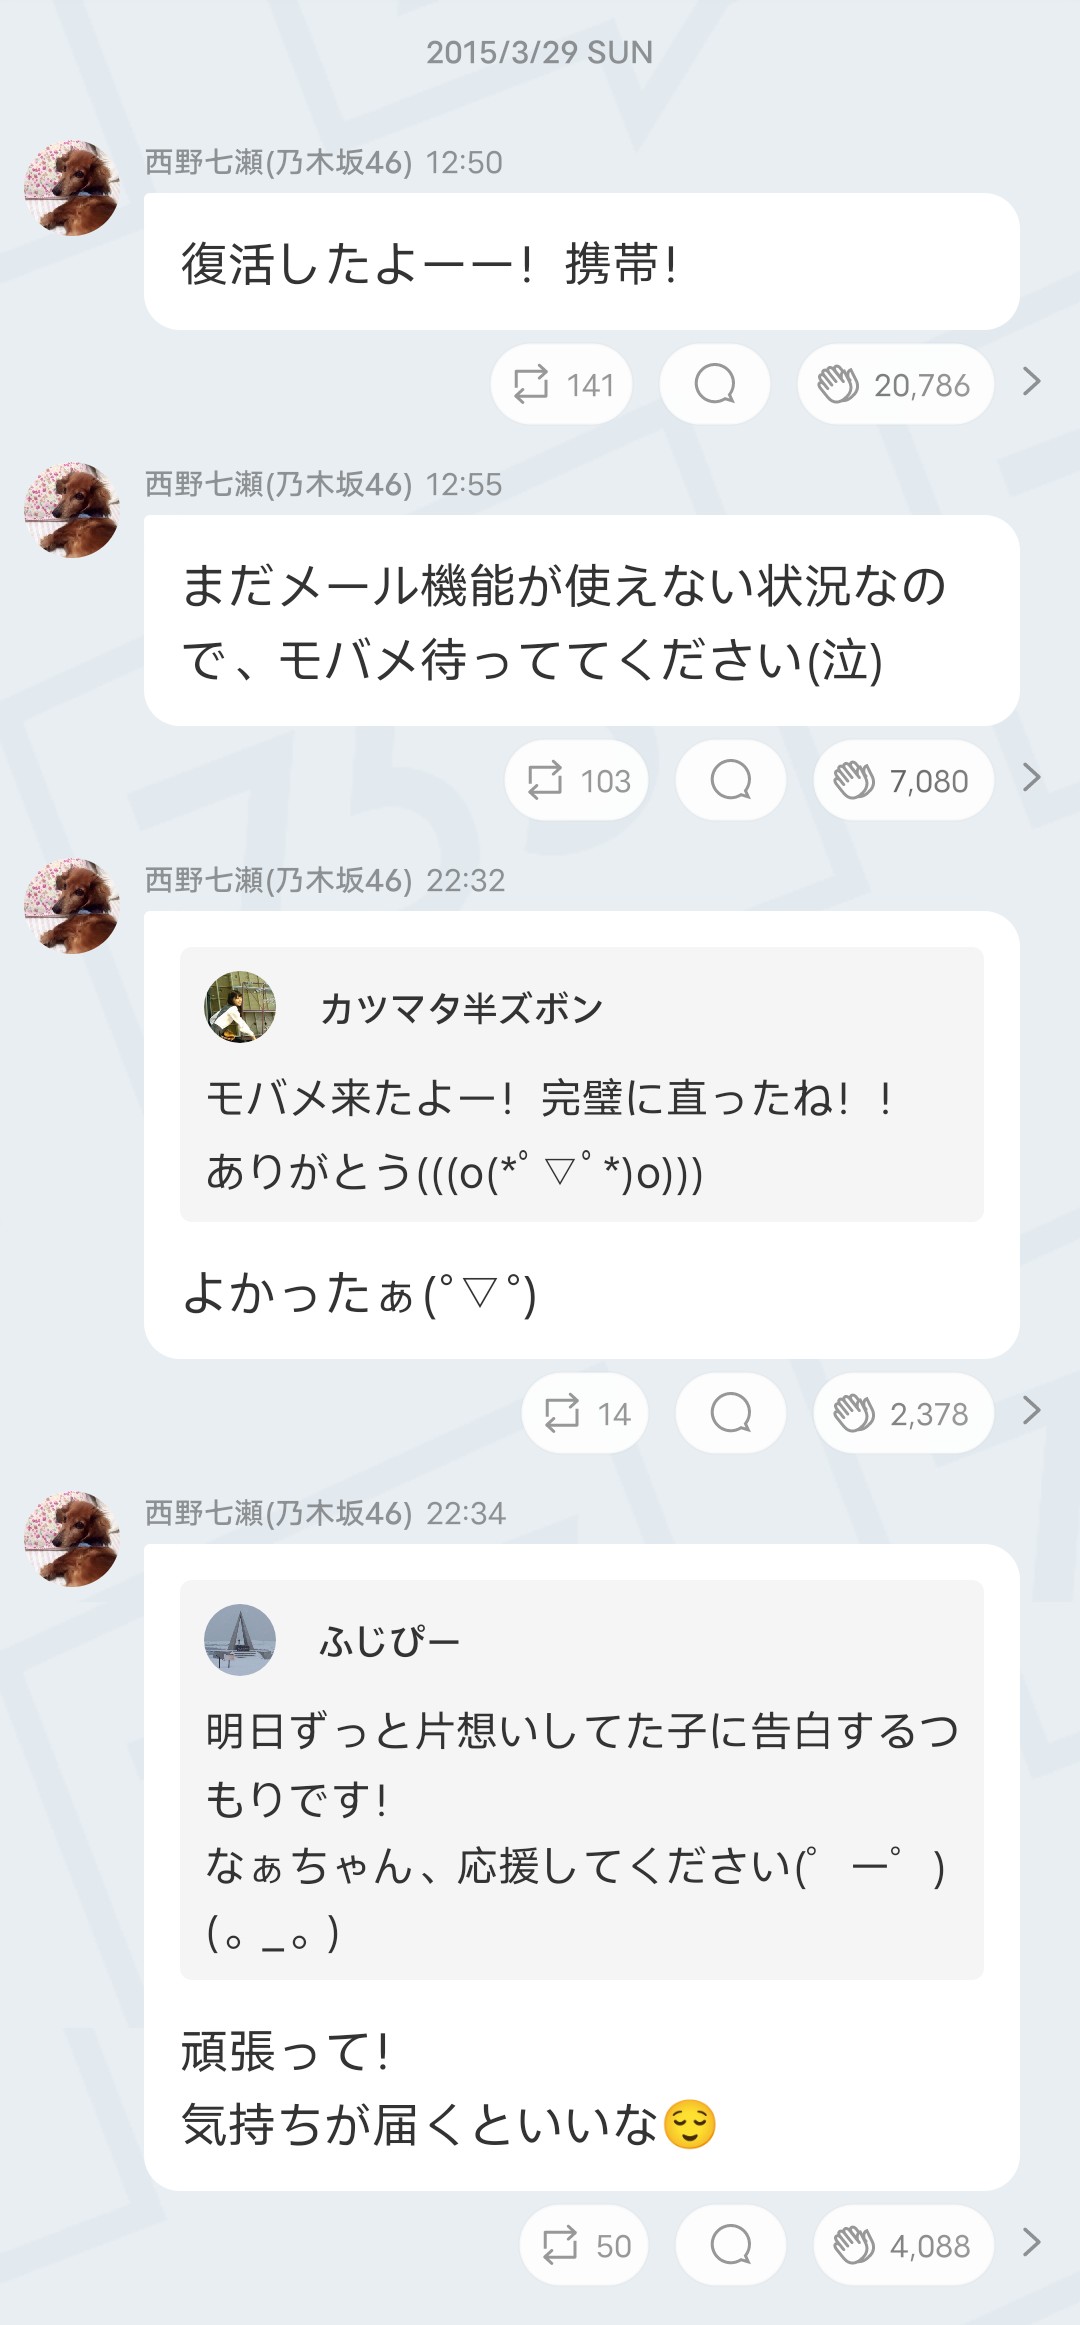 2015/3/29 SUN
西野七瀬(乃木坂46) 12:50
復活したよーー！携帯！
141
20,786
西野七瀬(乃木坂46) 12:55
まだメール機能が使えない状況なの
で、モバメ待っててください(泣)
103
7,080
西野七瀬(乃木坂46) 22:32
カツマタ半ズボン
モバメ来たよー！完璧に直ったね！！
ありがとう(((o(*ﾟ▽ﾟ*)o)))
よかったぁ(ﾟ▽ﾟ)
14
2,378
西野七瀬(乃木坂46) 22:34
ふじぴー
明日ずっと片想いしてた子に告白するつ
もりです！
なぁちゃん、応援してください(ﾟーﾟ)
(。_。)
頑張って！
気持ちが届くといいな😌
50
4,088